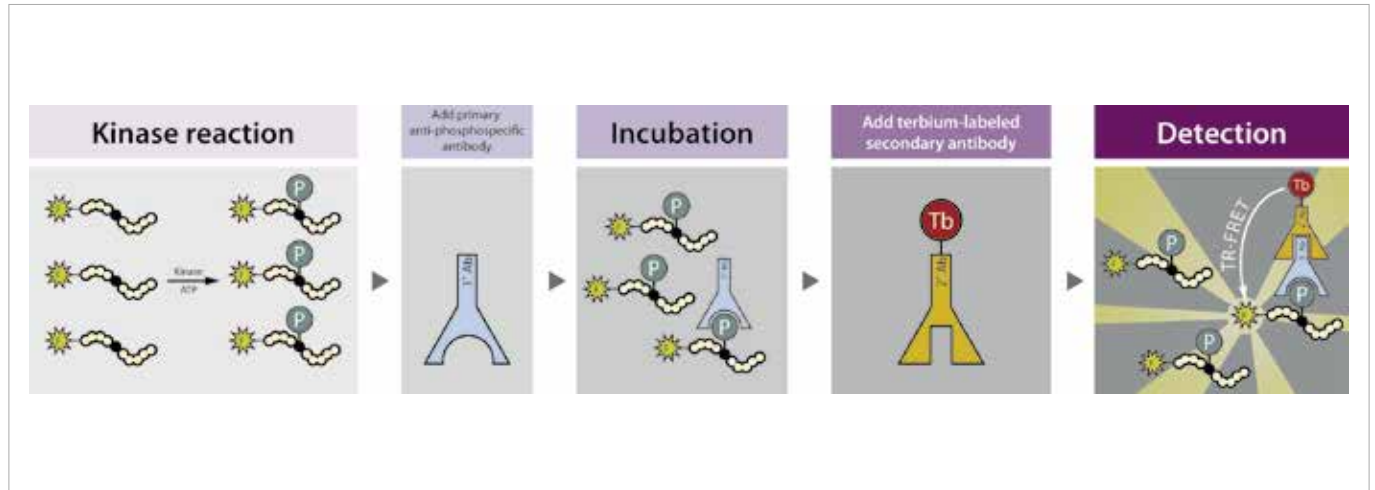 Kinase reaction
Add primary
anti-phosphospecific
antibody
Incubation
Add terbium-labeled
secondary antibody
Detection
P
P
P
Kinase
ATP
1° Ab
P
P
P
Tb
2° Ab
Tb
TR-FRET
P
P
P